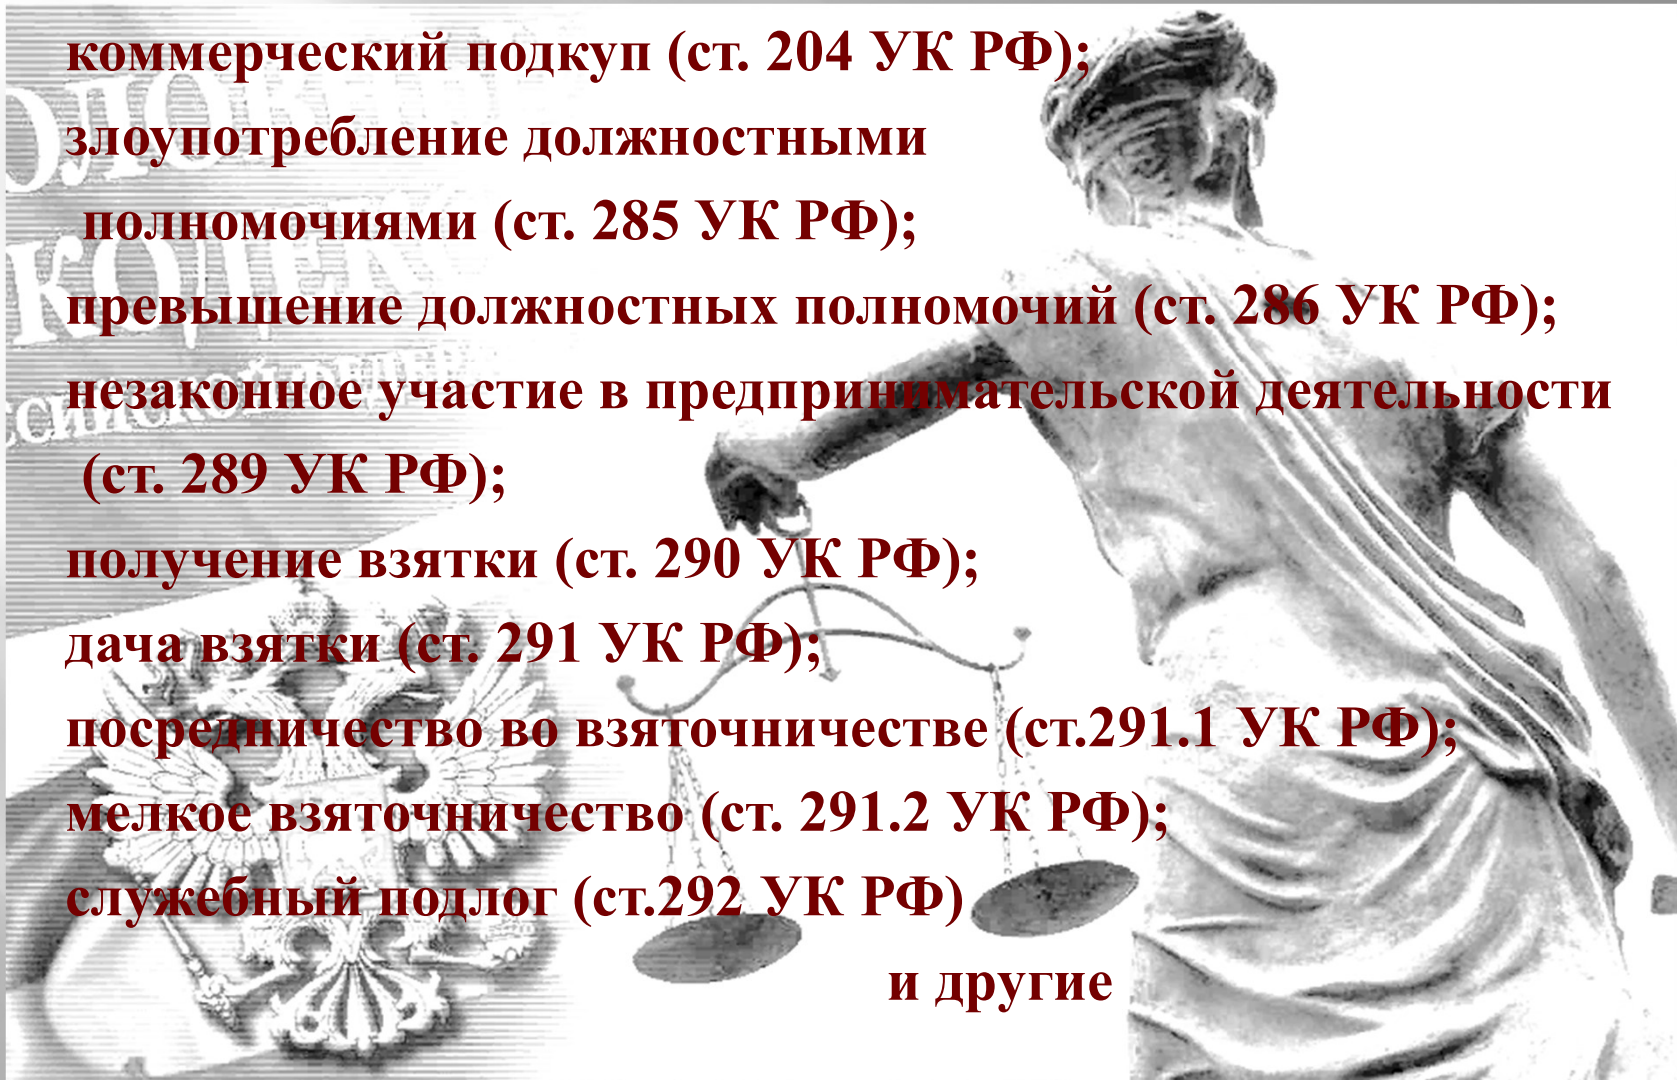 коммерческий подкуп (ст. 204 УК РФ);
злоупотребление должностными
полномочиями (ст. 285 УК РФ);
превышение должностных полномочий (ст. 286 УК РФ);
незаконное участие в предпринимательской деятельности
(ст. 289 УК РФ);
получение взятки (ст. 290 УК РФ);
дача взятки (ст. 291 УК РФ);
посредничество во взяточничестве (ст.291.1 УК РФ);
мелкое взяточничество (ст. 291.2 УК РФ);
служебный подлог (ст.292 УК РФ)
и другие